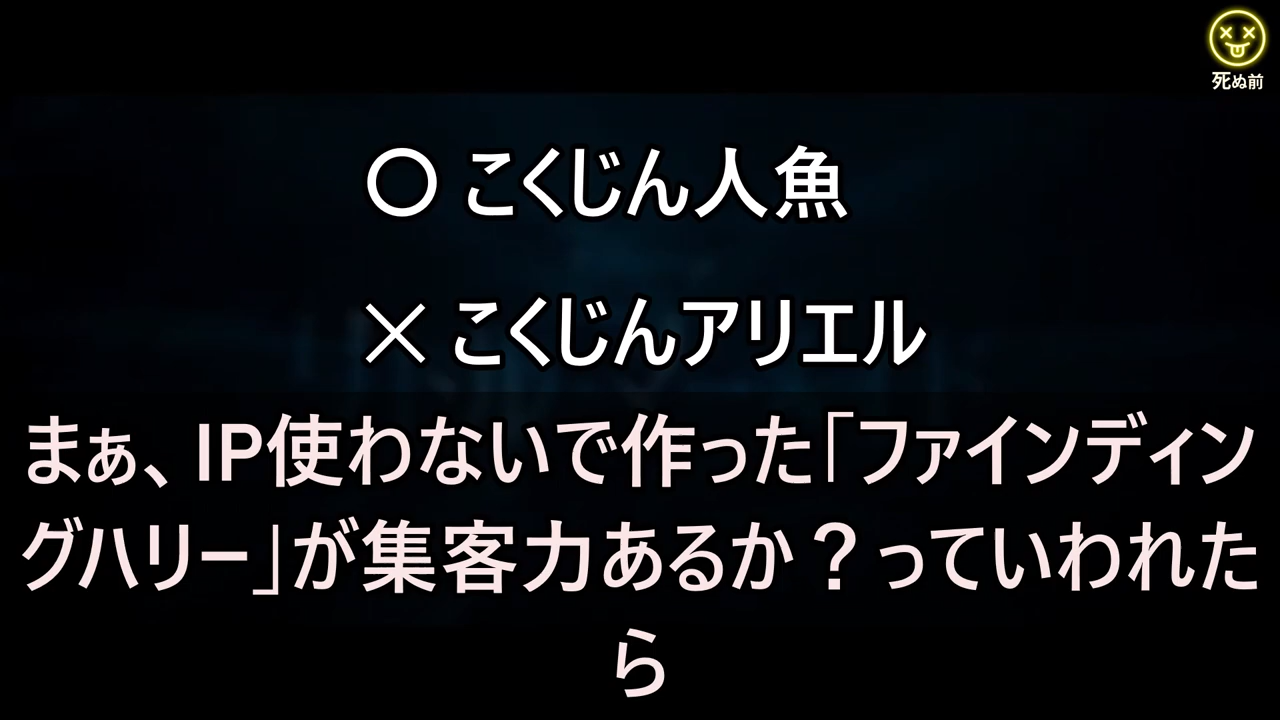 死ぬ前
〇 こくじん人魚
× こくじんアリエル
まぁ、IP使わないで作った「ファインディン
グハリー」が集客力あるか？っていわれた
ら